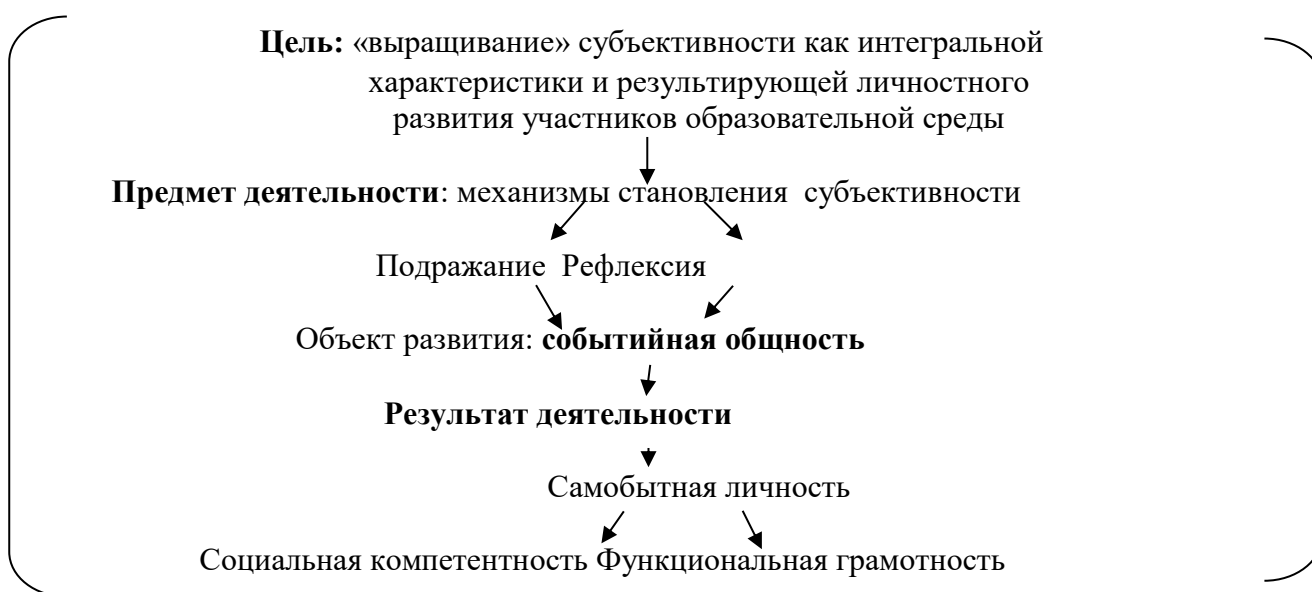 Цель: «выращивание» субъективности как интегральной
характеристики и результирующей личностного
развития участников образовательной среды
Предмет деятельности: механизмы становления субъективности
Подражание Рефлексия
Объект развития: событийная общность
Результат деятельности
Самобытная личность
Социальная компетентность Функциональная грамотность